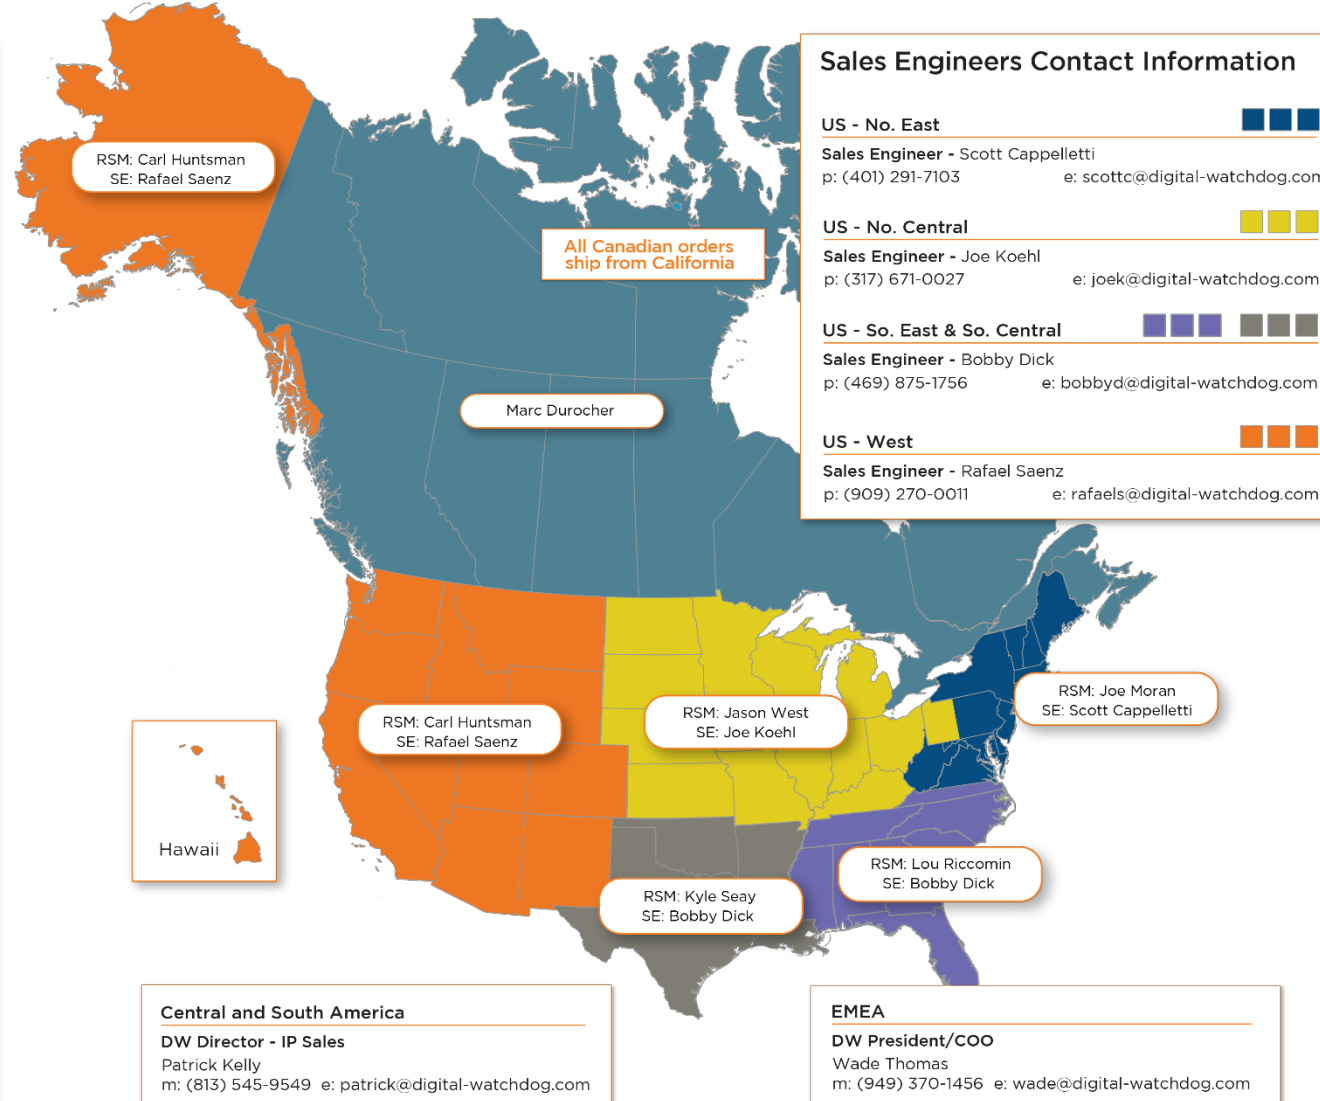 Sales Engineers Contact Information
US - No. East
Sales Engineer - Scott Cappelletti
p: (401) 291-7103 e: scottc@digital-watchdog.com
US - No. Central
Sales Engineer - Joe Koehl
p: (317) 671-0027 e: joek@digital-watchdog.com
US - So. East & So. Central
Sales Engineer - Bobby Dick
p: (469) 875-1756 e: bobbyd@digital-watchdog.com
US - West
Sales Engineer - Rafael Saenz
p: (909) 270-0011 e: rafaels@digital-watchdog.com
RSM: Carl Huntsman
SE: Rafael Saenz
All Canadian orders
ship from California
Marc Durocher
RSM: Joe Moran
SE: Scott Cappelletti
RSM: Carl Huntsman
SE: Rafael Saenz
RSM: Jason West
SE: Joe Koehl
Hawaii
RSM: Lou Riccomin
SE: Bobby Dick
RSM: Kyle Seay
SE: Bobby Dick
Central and South America
DW Director - IP Sales
Patrick Kelly
m: (813) 545-9549 e: patrick@digital-watchdog.com
EMEA
DW President/COO
Wade Thomas
m: (949) 370-1456 e: wade@digital-watchdog.com